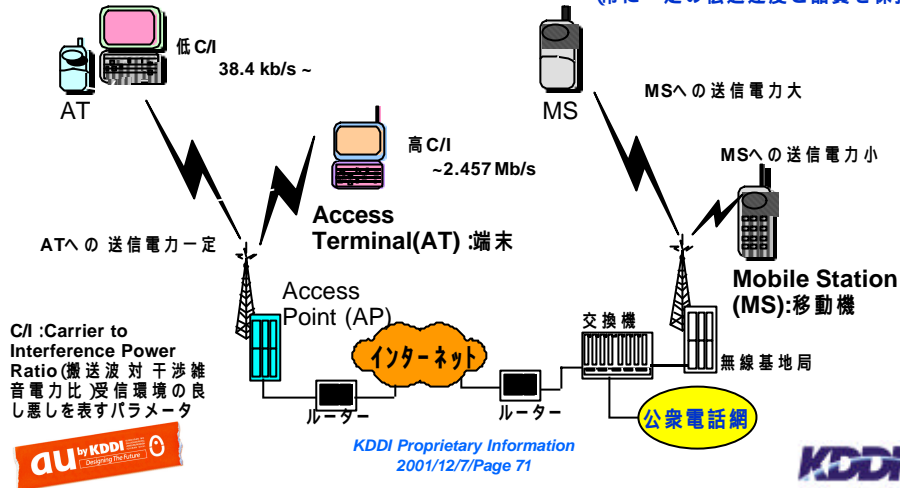 低 C/I
38.4 kb/s ~
AT
高 C/I
~2.457 Mb/s
Access
Terminal(AT) :端末
ATへの 送信電力一定
Access
Point (AP)
C/I :Carrier to
Interference Power
Ratio(搬送波 対 干渉雑
音電力比 )受信環境の良
し悪しを表すパラメータ
ルーター
インターネット
MS
MSへの送信電力大
MSへの送信電力小
Mobile Station
(MS):移動機
交換機
無線基地局
ルーター
公衆電話網
au by KDDI
Designing The Future
KDDI Proprietary Information
2001/12/7/Page 71
KDDI